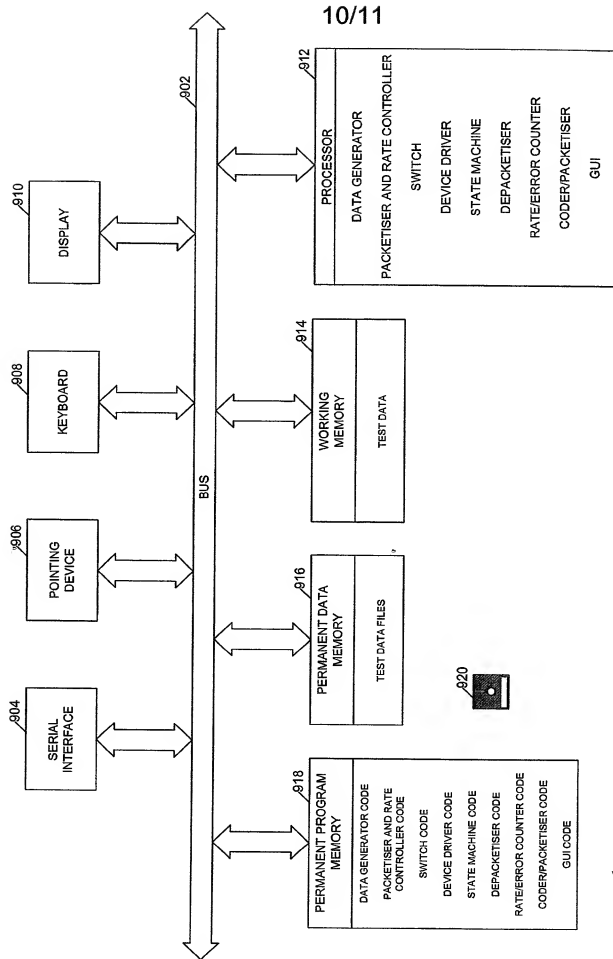 10/11
904
SERIAL
INTERFACE
906
POINTING
DEVICE
908
KEYBOARD
910
DISPLAY
BUS
902
918
PERMANENT PROGRAM
MEMORY
DATA GENERATOR CODE
PACKETISER AND RATE
CONTROLLER CODE
SWITCH CODE
DEVICE DRIVER CODE
STATE MACHINE CODE
DEPACKETISER CODE
RATE/ERROR COUNTER CODE
CODER/PACKETISER CODE
GUI CODE
916
PERMANENT DATA
MEMORY
TEST DATA FILES
920
914
WORKING
MEMORY
TEST DATA
912
PROCESSOR
DATA GENERATOR
PACKETISER AND RATE CONTROLLER
SWITCH
DEVICE DRIVER
STATE MACHINE
DEPACKETISER
RATE/ERROR COUNTER
CODER/PACKETISER
GUI